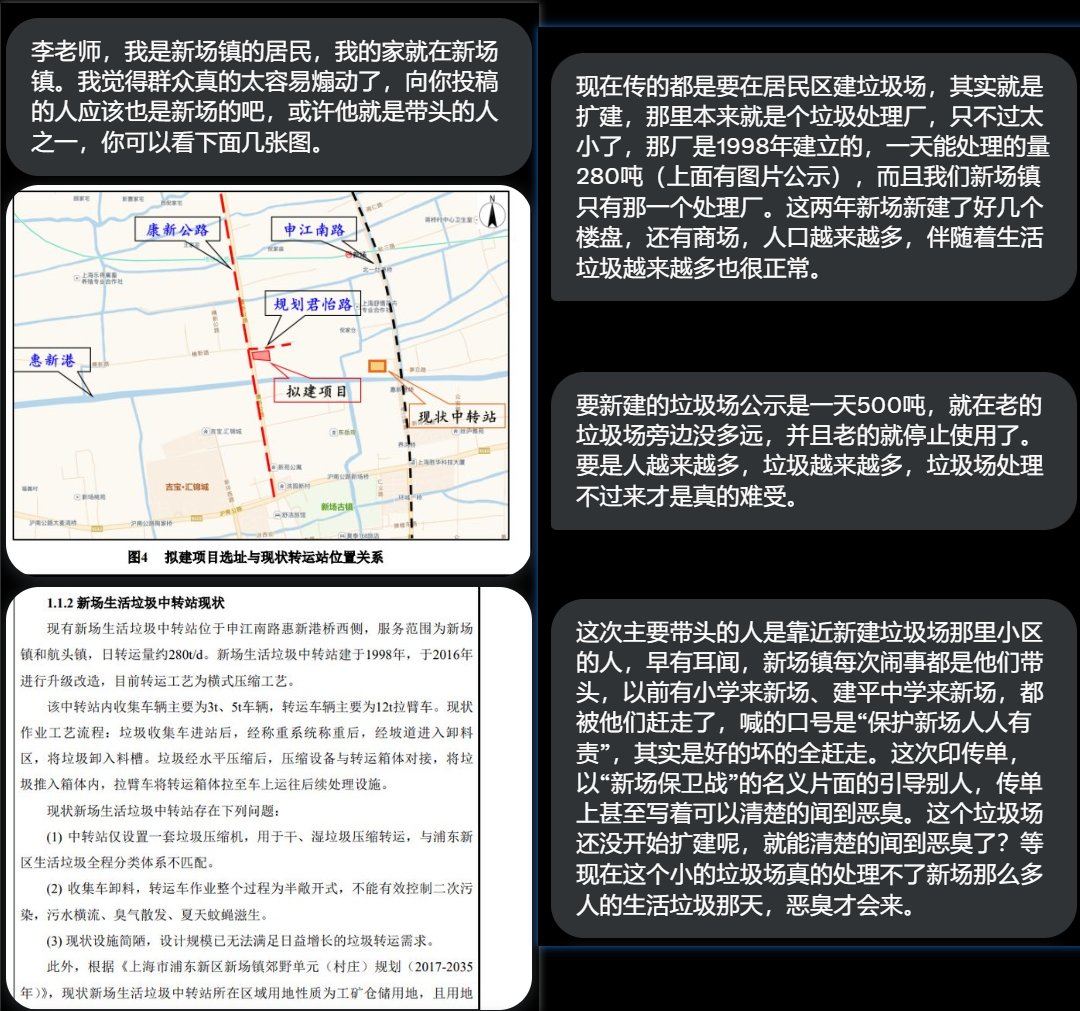 李老师，我是新场镇的居民，我的家就在新场
镇。我觉得群众真的太容易煽动了，向你投稿
的人应该也是新场的吧，或许他就是带头的人
之一，你可以看下面几张图。
康新公路
申江南路
N
规划君怡路
惠新港
拟建项目
现状中转站
吉宝·汇锦城
新场古镇
图4 拟建项目选址与现状转运站位置关系
1.1.2 新场生活垃圾中转站现状
现有新场生活垃圾中转站位于申江南路惠新港桥西侧，服务范围为新场
镇和航头镇，日转运量约280t/d。新场生活垃圾中转站建于1998年，于2016年
进行升级改造，目前转运工艺为横式压缩工艺。
该中转站内收集车辆主要为3t、5t车辆，转运车辆主要为12t拉臂车。现状
作业工艺流程：垃圾收集车进站后，经称重系统称重后，经坡道进入卸料
区，将垃圾卸入料槽。垃圾经水平压缩后，压缩设备与转运箱体对接，将垃
圾推入箱体内，拉臂车将转运箱体拉至车上运往后续处理设施。
现状新场生活垃圾中转站存在下列问题：
(1) 中转站仅设置一套垃圾压缩机，用于干、湿垃圾压缩转运，与浦东新
区生活垃圾全程分类体系不匹配。
(2) 收集车卸料，转运车作业整个过程为半敞开式，不能有效控制二次污
染，污水横流、臭气散发、夏天蚊蝇滋生。
(3) 现状设施简陋，设计规模已无法满足日益增长的垃圾转运需求。
此外，根据《上海市浦东新区新场镇郊野单元（村庄）规划（2017-2035
年）》，现状新场生活垃圾中转站所在区域用地性质为工矿仓储用地，且用地
现在传的都是要在居民区建垃圾场，其实就是
扩建，那里本来就是个垃圾处理厂，只不过太
小了，那厂是1998年建立的，一天能处理的量
280吨（上面有图片公示），而且我们新场镇
只有那一个处理厂。这两年新场新建了好几个
楼盘，还有商场，人口越来越多，伴随着生活
垃圾越来越多也很正常。
要新建的垃圾场公示是一天500吨，就在老的
垃圾场旁边没多远，并且老的就停止使用了。
要是人越来越多，垃圾越来越多，垃圾场处理
不过来才是真的难受。
这次主要带头的人是靠近新建垃圾场那里小区
的人，早有耳闻，新场镇每次闹事都是他们带
头，以前有小学来新场、建平中学来新场，都
被他们赶走了，喊的口号是“保护新场人人有
责”，其实是好的坏的全赶走。这次印传单，
以“新场保卫战”的名义片面的引导别人，传单
上甚至写着可以清楚的闻到恶臭。这个垃圾场
还没开始扩建呢，就能清楚的闻到恶臭了？等
现在这个小的垃圾场真的处理不了新场那么多
人的生活垃圾那天，恶臭才会来。